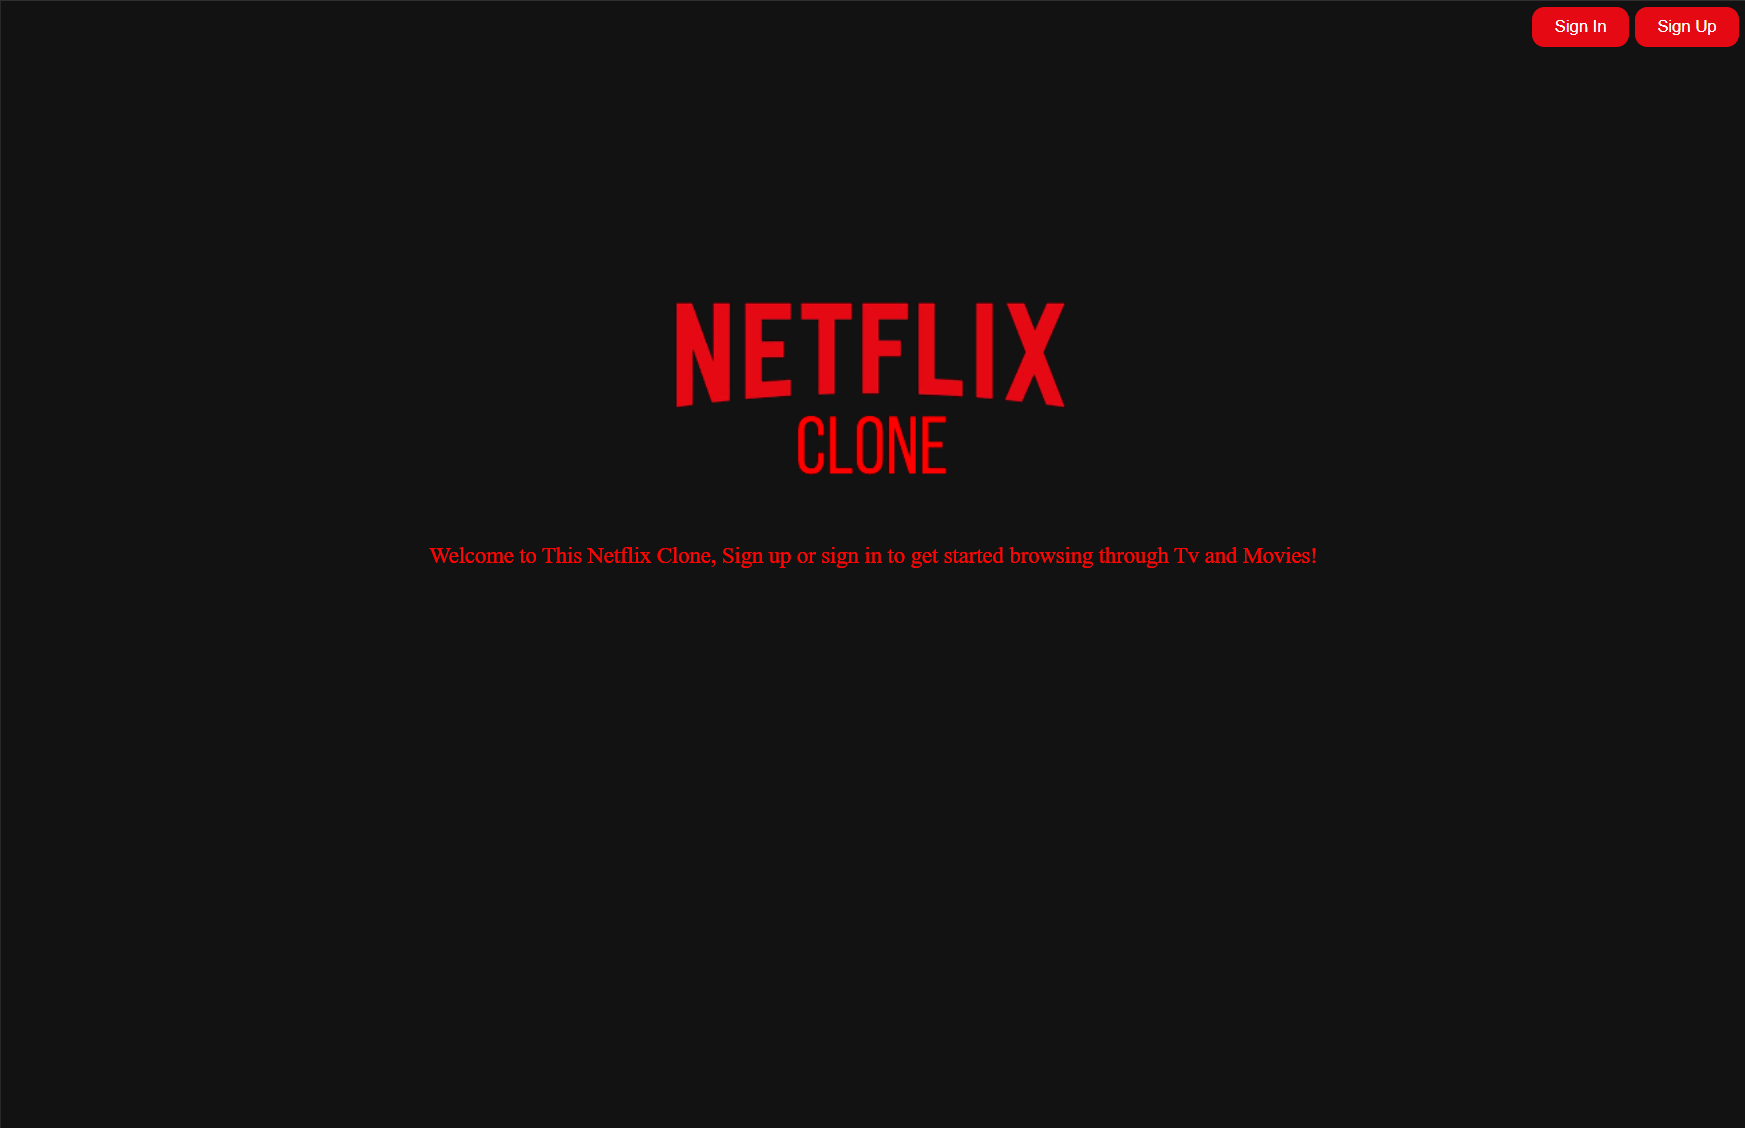 Sign In
Sign Up
NETFLIX
CLONE
Welcome to This Netflix Clone, Sign up or sign in to get started browsing through Tv and Movies!